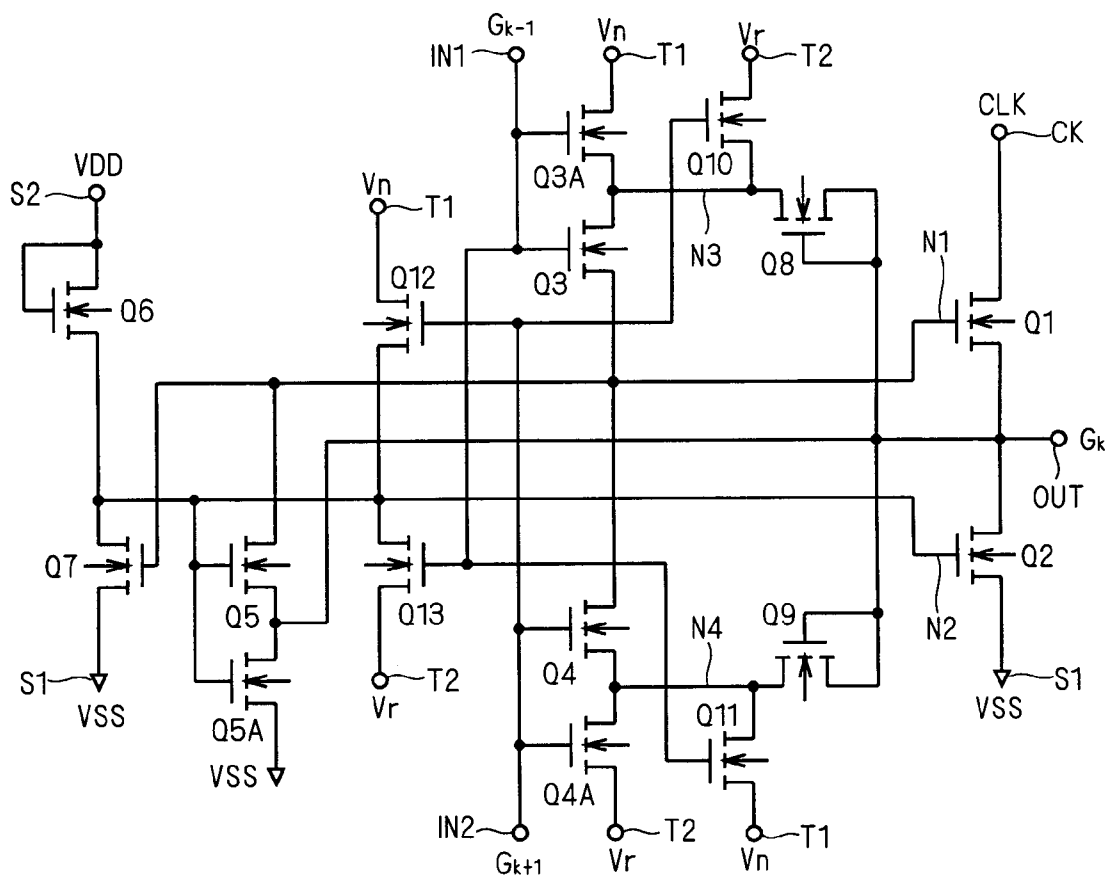 Gk-1 Vn Vr
IN1 T1 T2
CLK
CK
Q3A Q10
VDD
S2
Vn
T1
N3
Q12 Q3 Q8 N1
Q6 Q1
Gk
OUT
Q7 Q2
Q5 Q13 Q9
N4 N2
Q4
S1 T2 Q11 S1
VSS Vr VSS
Q5A
VSS Q4A
IN2 T2 T1
Gk+1 Vr Vn